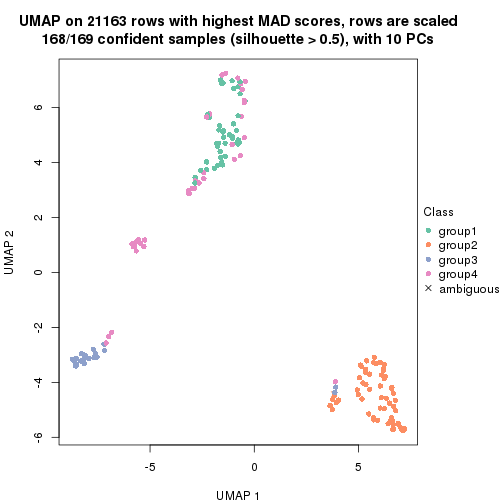 UMAP on 21163 rows with highest MAD scores, rows are scaled
168/169 confident samples (silhouette > 0.5), with 10 PCs
UMAP 2
6
4
2
0
-2
-4
-6
-5
0
5
UMAP 1
Class
group1
group2
group3
group4
ambiguous